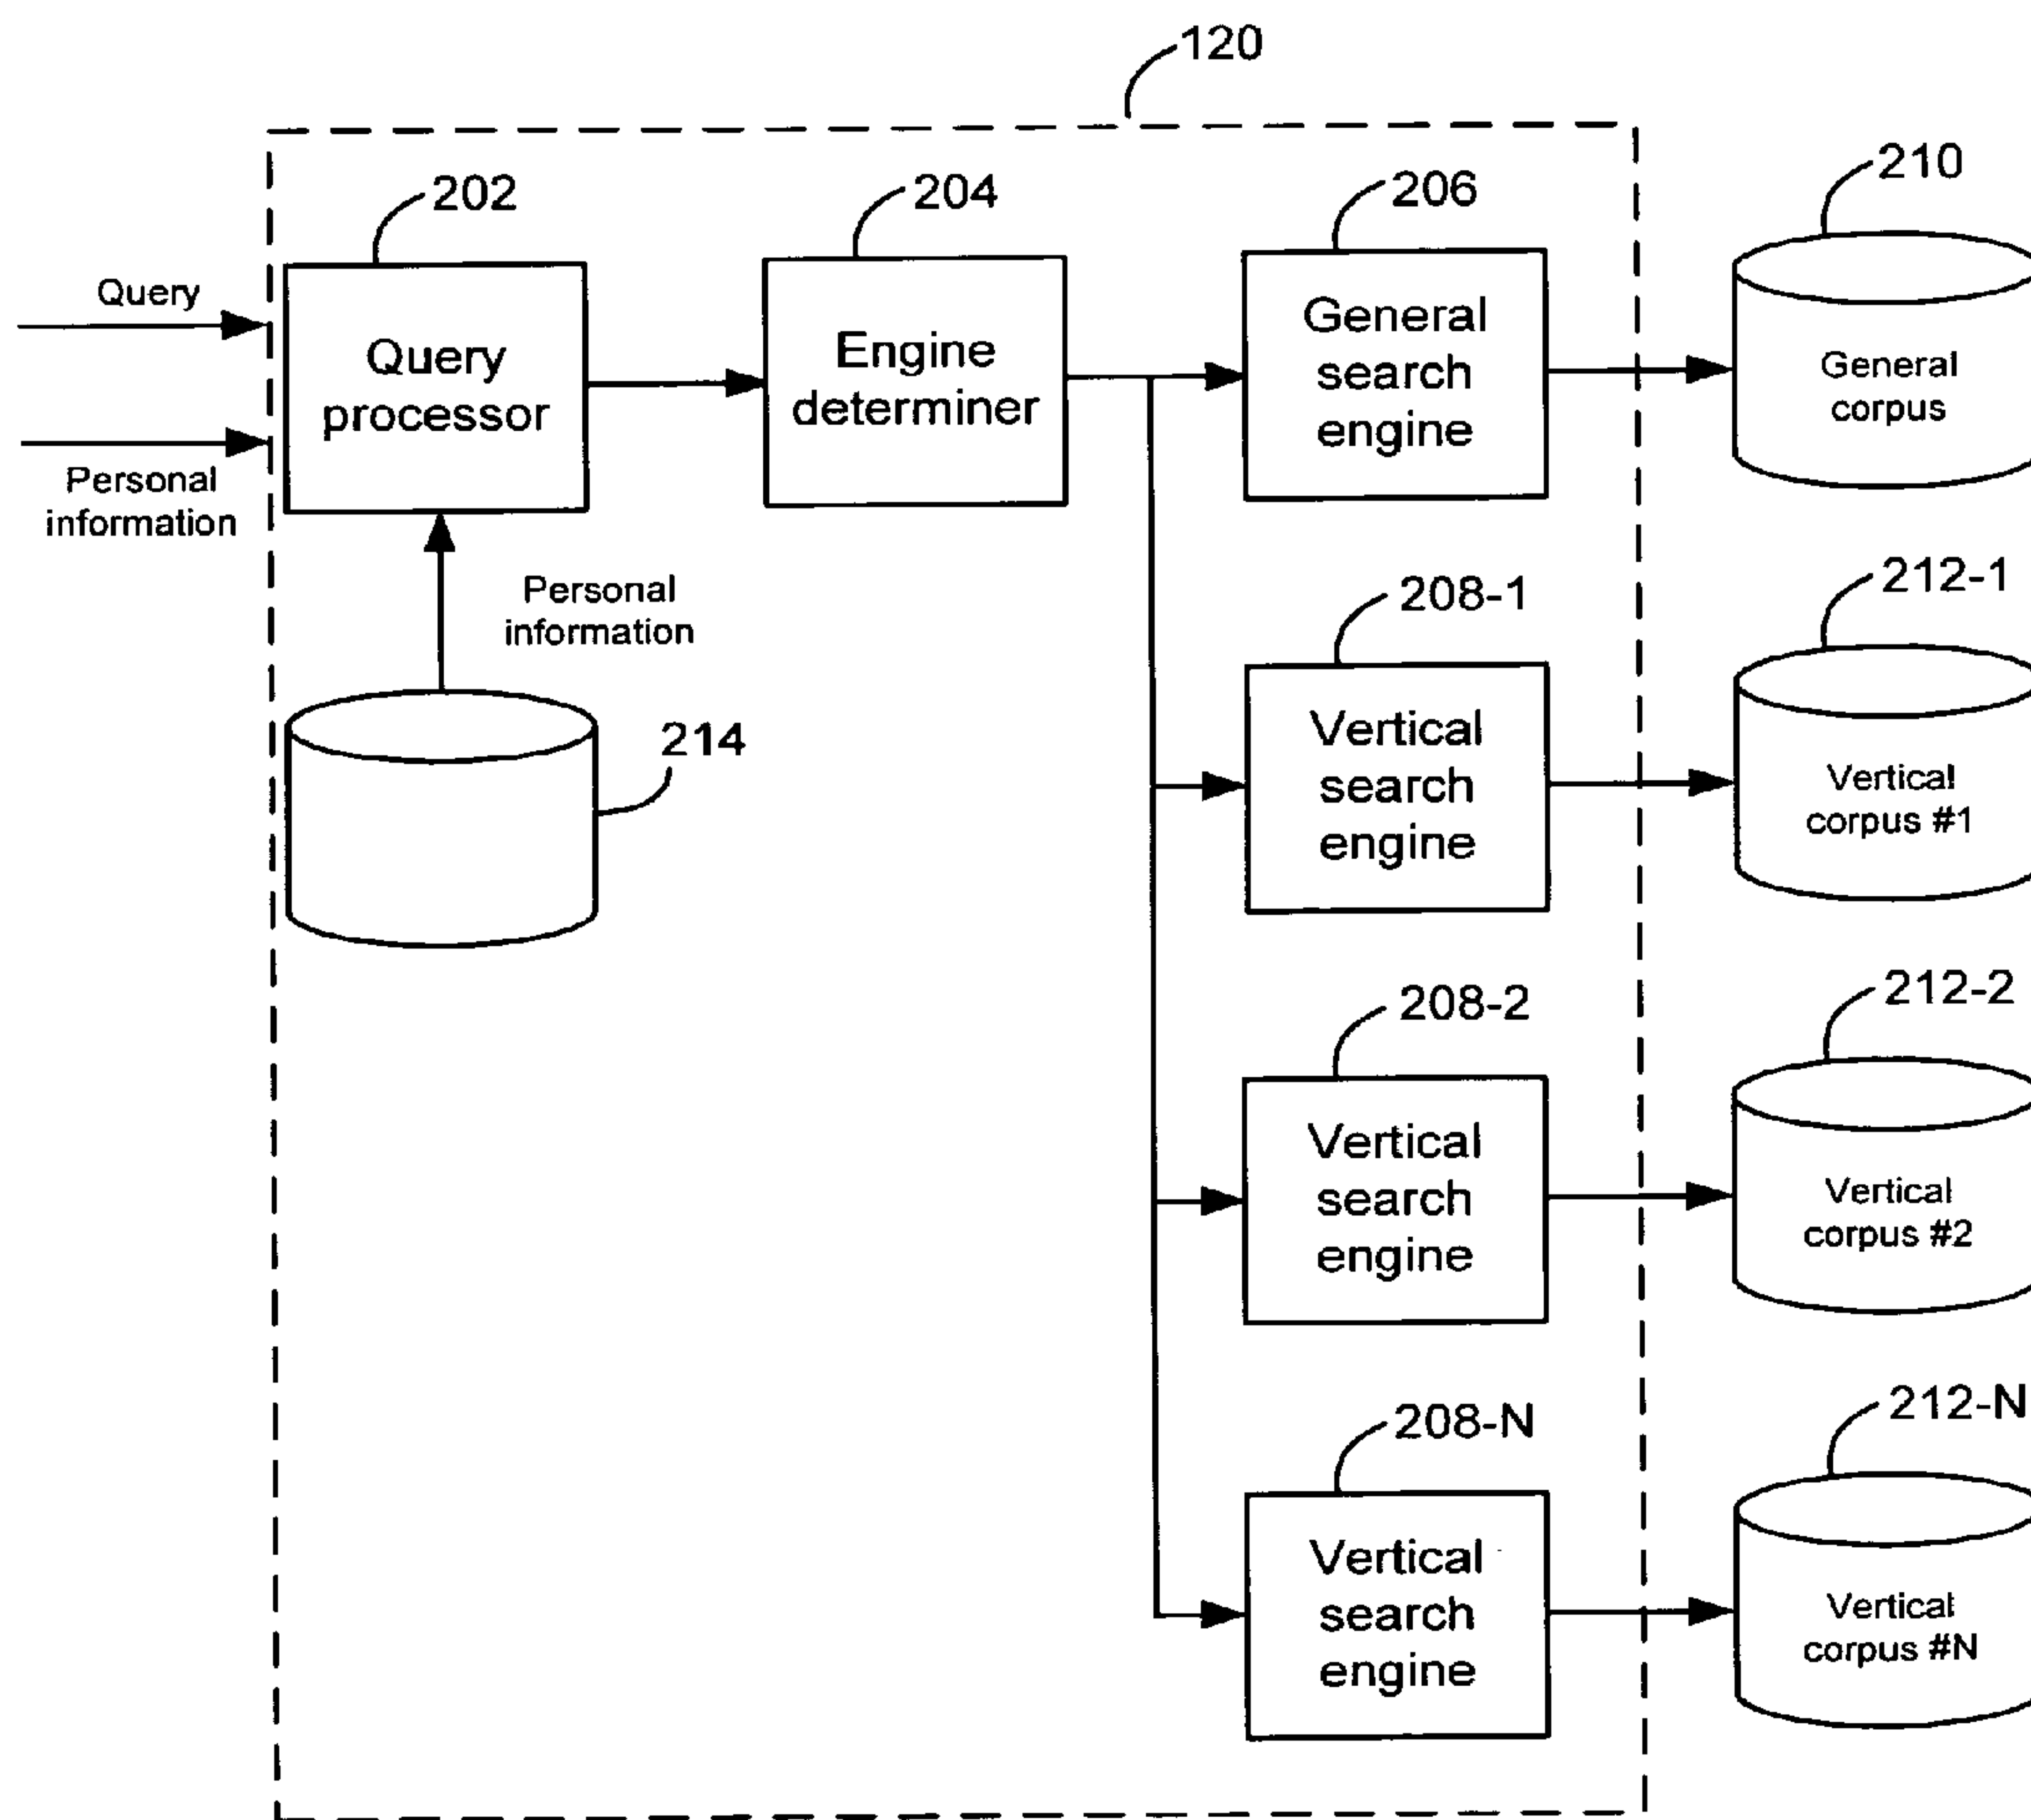 120
202
204
206
210
Query
Query
processor
Engine
determiner
General
search
engine
General
corpus
Personal
information
Personal
information
214
208-1
212-1
Vertical
search
engine
Vertical
corpus #1
208-2
212-2
Vertical
search
engine
Vertical
corpus #2
208-N
212-N
Vertical
search
engine
Vertical
corpus #N